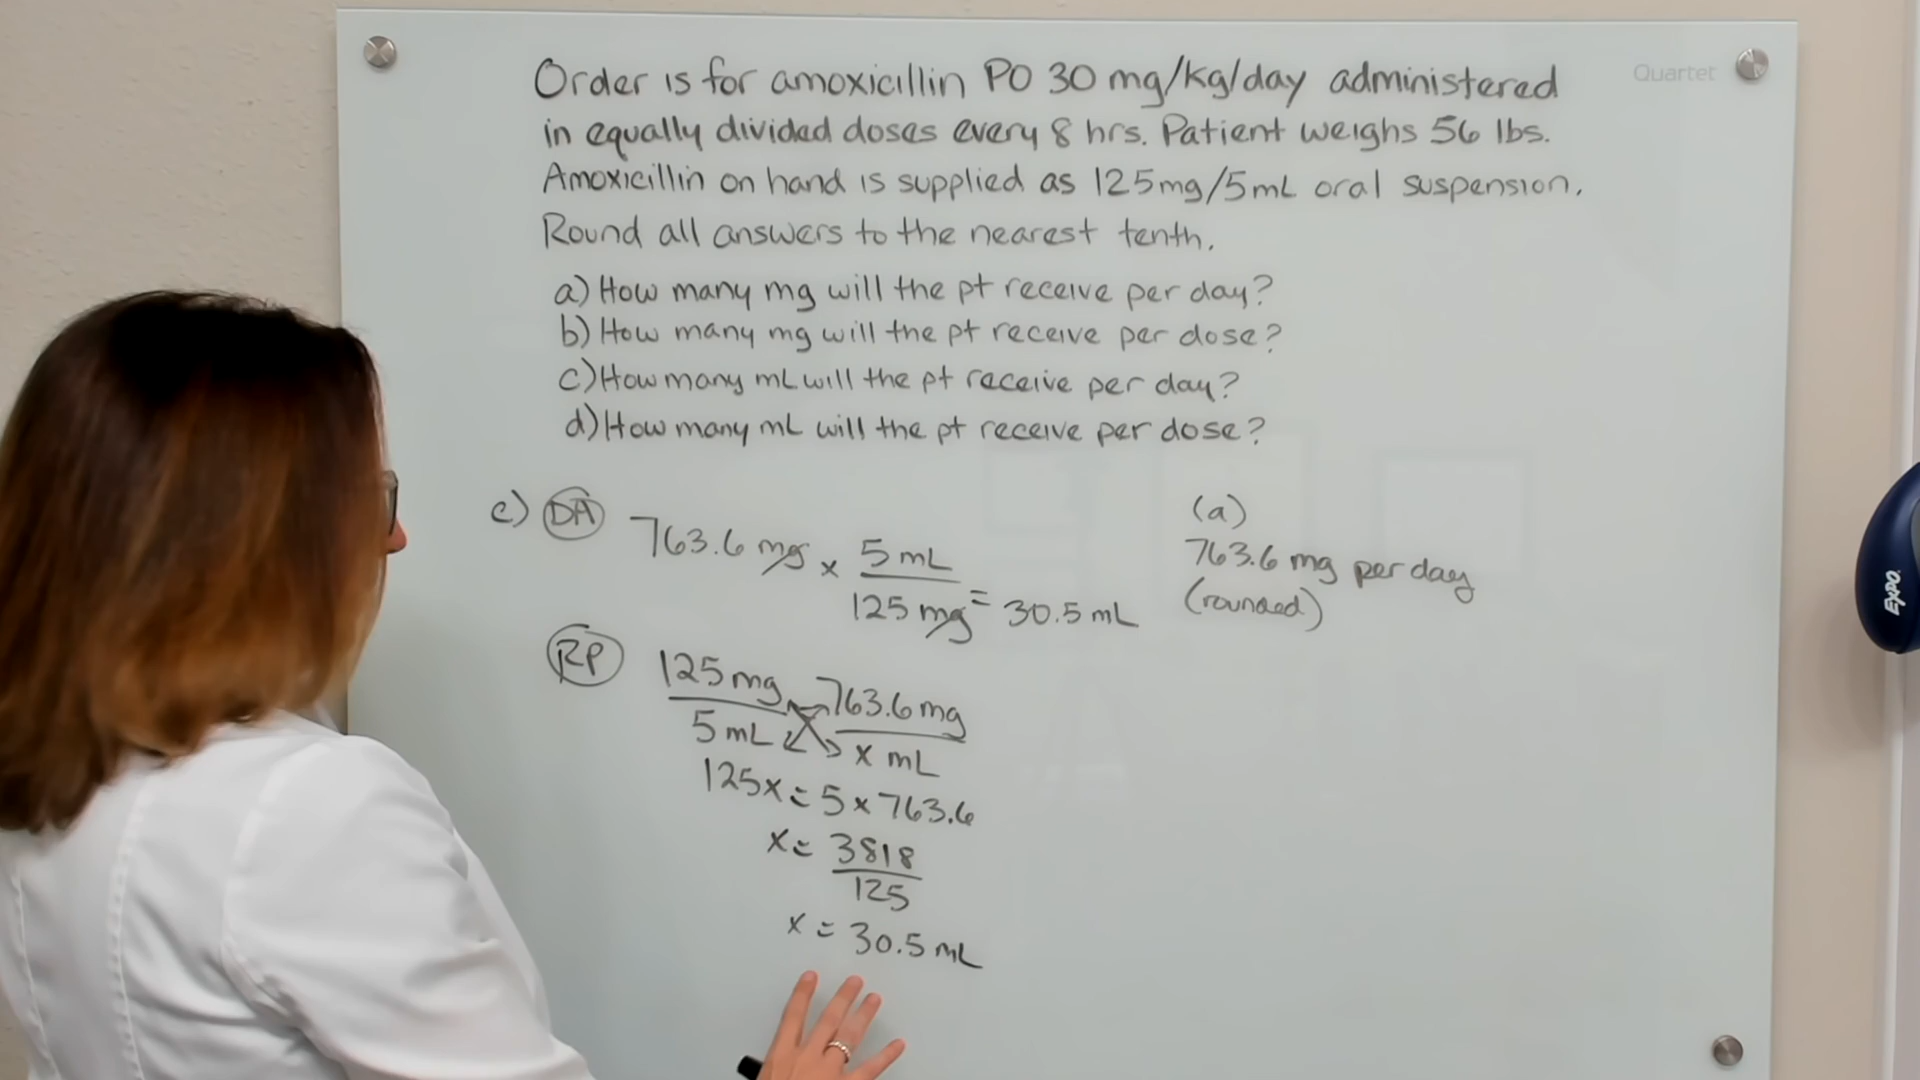 Order is for amoxicillin PO 30 mg/kg/day administered
in equally divided doses every 8 hrs. Patient weighs 56 lbs.
Amoxicillin on hand is supplied as 125mg/5mL oral suspension.
Round all answers to the nearest tenth.
a) How many mg will the pt receive per day?
b) How many mg will the pt receive per dose?
c) How many mL will the pt receive per day?
d) How many mL will the pt receive per dose?
Quartet
c) DA 763.6 mg x 5 mL / 125 mg = 30.5 mL
(a)
763.6 mg per day
(rounded)
RP 125 mg / 5 mL 763.6 mg / x mL
125x = 5 x 763.6
x = 3818 / 125
x = 30.5 mL
EXPO